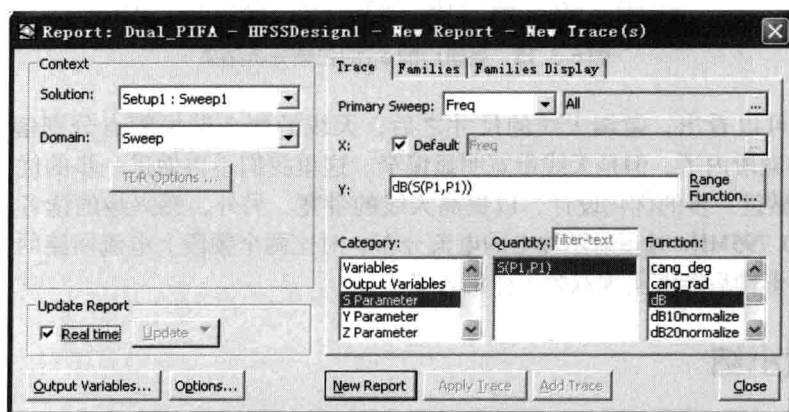 Report: Dual_PIFA - HFSSDesign1 - New Report - New Trace(s)
Context
Solution: Setup1 : Sweep1
Domain: Sweep
TDR Options ...
Update Report
Real time Update
Output Variables... Options...
Trace Families Families Display
Primary Sweep: Freq All ...
X: Default Freq ...
Y: dB(S(P1,P1)) Range Function...
Category: Quantity: filter-text Function:
Variables
Output Variables
S Parameter
Y Parameter
Z Parameter
S(P1,P1)
cang_deg
cang_rad
dB
dB10normalize
dB20normalize
New Report Apply Trace Add Trace Close